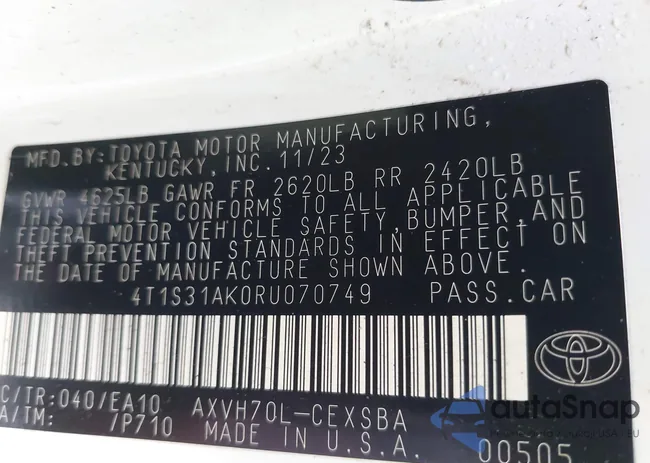 MFD.BY:TOYOTA MOTOR MANUFACTURING,
KENTUCKY,INC. 11/23
GVWR 4625LB GAWR FR 2620LB RR 2420LB
THIS VEHICLE CONFORMS TO ALL APPLICABLE
FEDERAL MOTOR VEHICLE SAFETY,BUMPER,AND
THEFT PREVENTION STANDARDS IN EFFECT ON
THE DATE OF MANUFACTURE SHOWN ABOVE.
4T1S31AK0RU070749 PASS.CAR
C/TR:040/EA10 AXVH70L-CEXSBA
A/TM: /P710 MADE IN U.S.A. 00505
autoSnap
USA - EU